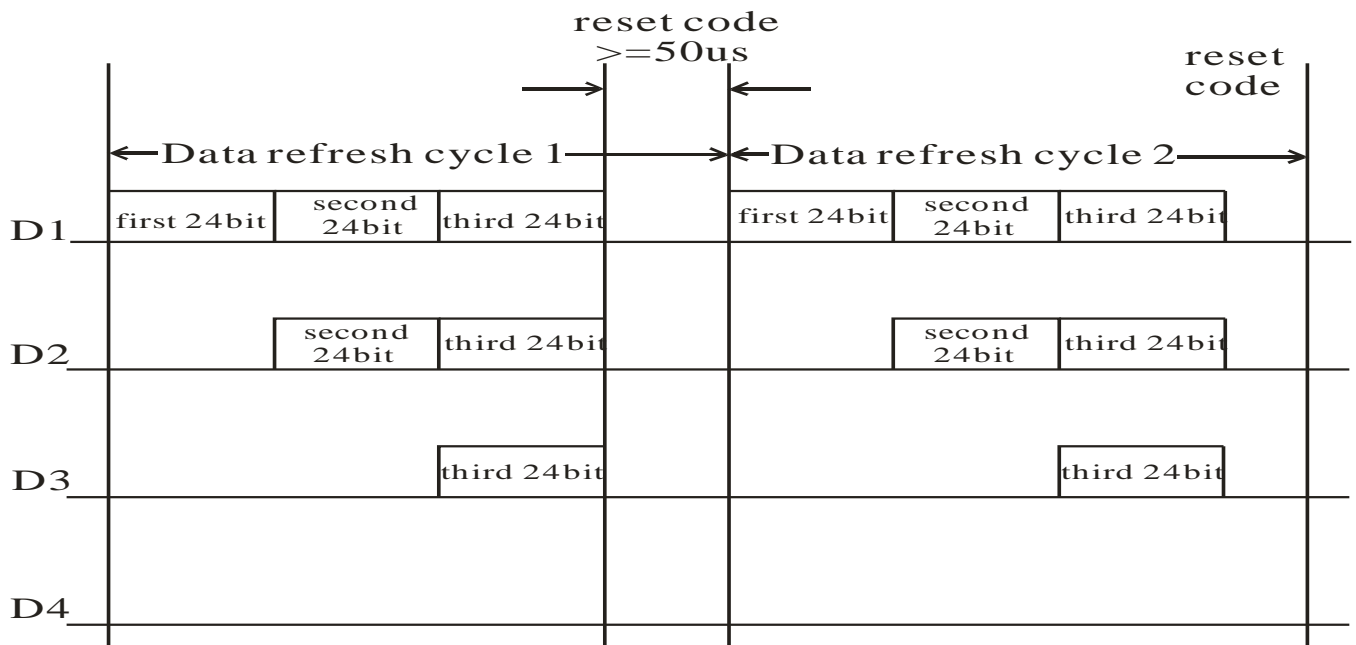 reset code
>=50us
reset
code
Data refresh cycle 1
Data refresh cycle 2
D1
first 24bit
second
24bit
third 24bit
first 24bit
second
24bit
third 24bit
D2
second
24bit
third 24bit
second
24bit
third 24bit
D3
third 24bit
third 24bit
D4